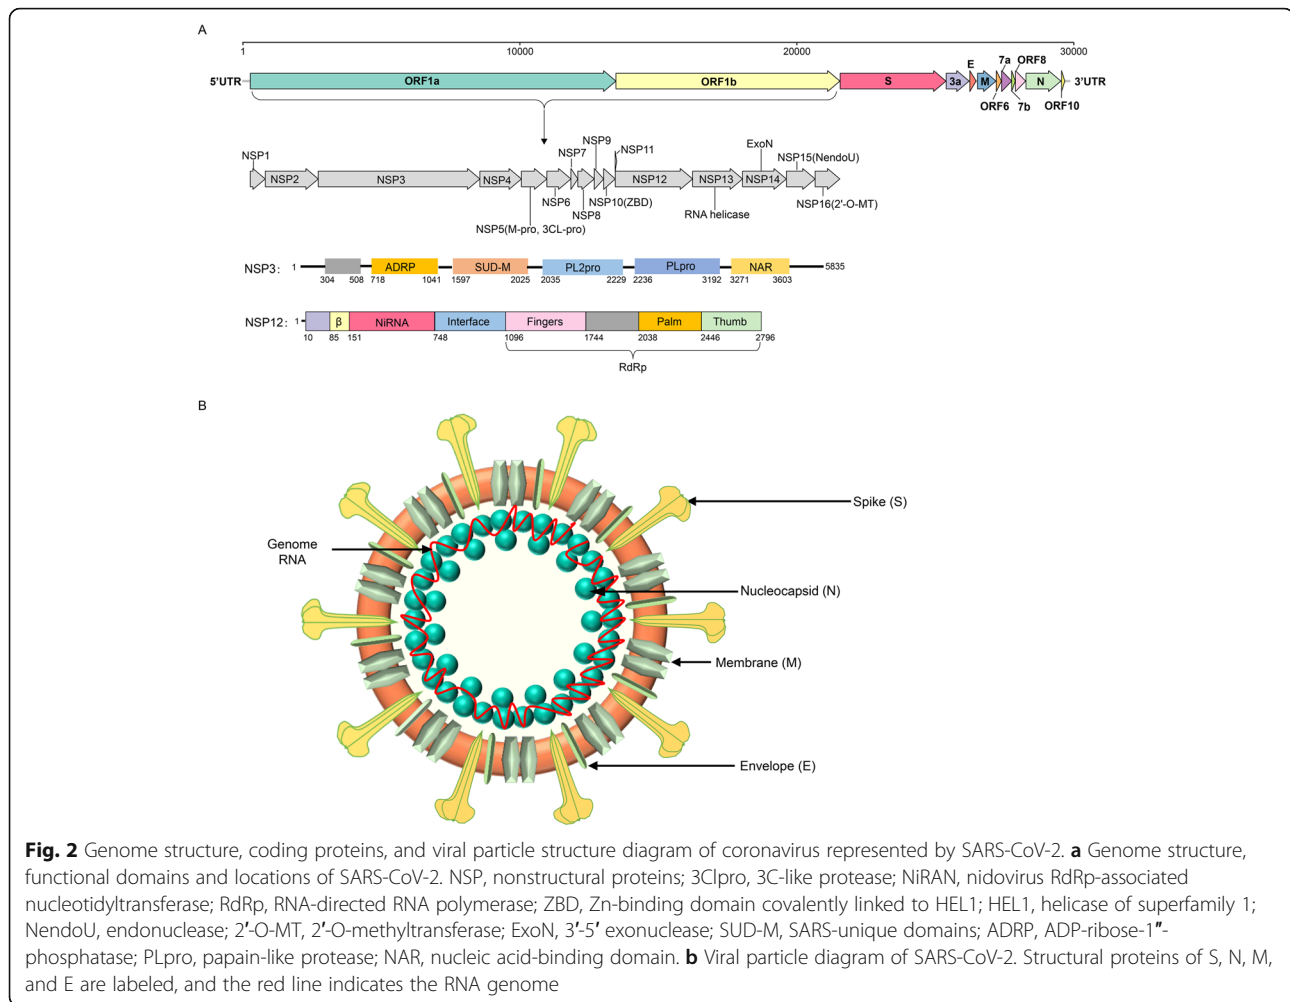 A
1 10000 20000 30000
5'UTR ORF1a ORF1b S 3a E M 7a ORF8 N 3'UTR
ORF6 7b ORF10
NSP1 NSP7 NSP9 NSP11 ExoN NSP15(NendoU)
NSP2 NSP3 NSP4 NSP12 NSP13 NSP14
NSP6 NSP8 NSP10(ZBD) NSP16(2'-O-MT)
NSP5(M-pro, 3CL-pro) RNA helicase
NSP3: 1 ADRP SUD-M PL2pro PLpro NAR 5835
304 508 718 1041 1597 2025 2035 2229 2236 3192 3271 3603
NSP12: 1 β NiRNA Interface Fingers Palm Thumb
10 85 151 748 1096 1744 2038 2446 2796
RdRp
B
Spike (S)
Genome
RNA
Nucleocapsid (N)
Membrane (M)
Envelope (E)
Fig. 2 Genome structure, coding proteins, and viral particle structure diagram of coronavirus represented by SARS-CoV-2. a Genome structure,
functional domains and locations of SARS-CoV-2. NSP, nonstructural proteins; 3Clpro, 3C-like protease; NiRAN, nidovirus RdRp-associated
nucleotidyltransferase; RdRp, RNA-directed RNA polymerase; ZBD, Zn-binding domain covalently linked to HEL1; HEL1, helicase of superfamily 1;
NendoU, endonuclease; 2′-O-MT, 2′-O-methyltransferase; ExoN, 3′-5′ exonuclease; SUD-M, SARS-unique domains; ADRP, ADP-ribose-1″-
phosphatase; PLpro, papain-like protease; NAR, nucleic acid-binding domain. b Viral particle diagram of SARS-CoV-2. Structural proteins of S, N, M,
and E are labeled, and the red line indicates the RNA genome